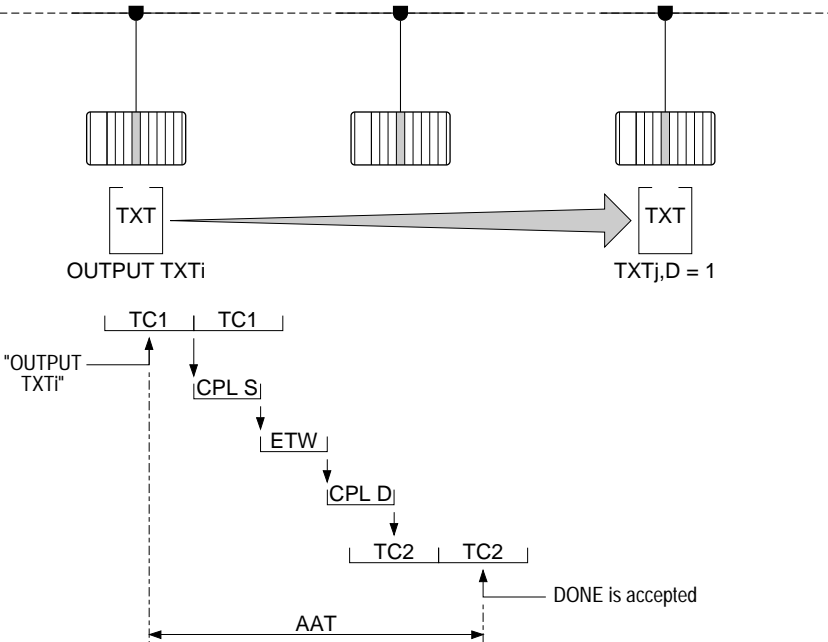 TXT
TXT
OUTPUT TXTi
TXTj,D = 1
TC1 TC1
"OUTPUT
TXTi"
CPL S
ETW
CPL D
TC2 TC2
DONE is accepted
AAT